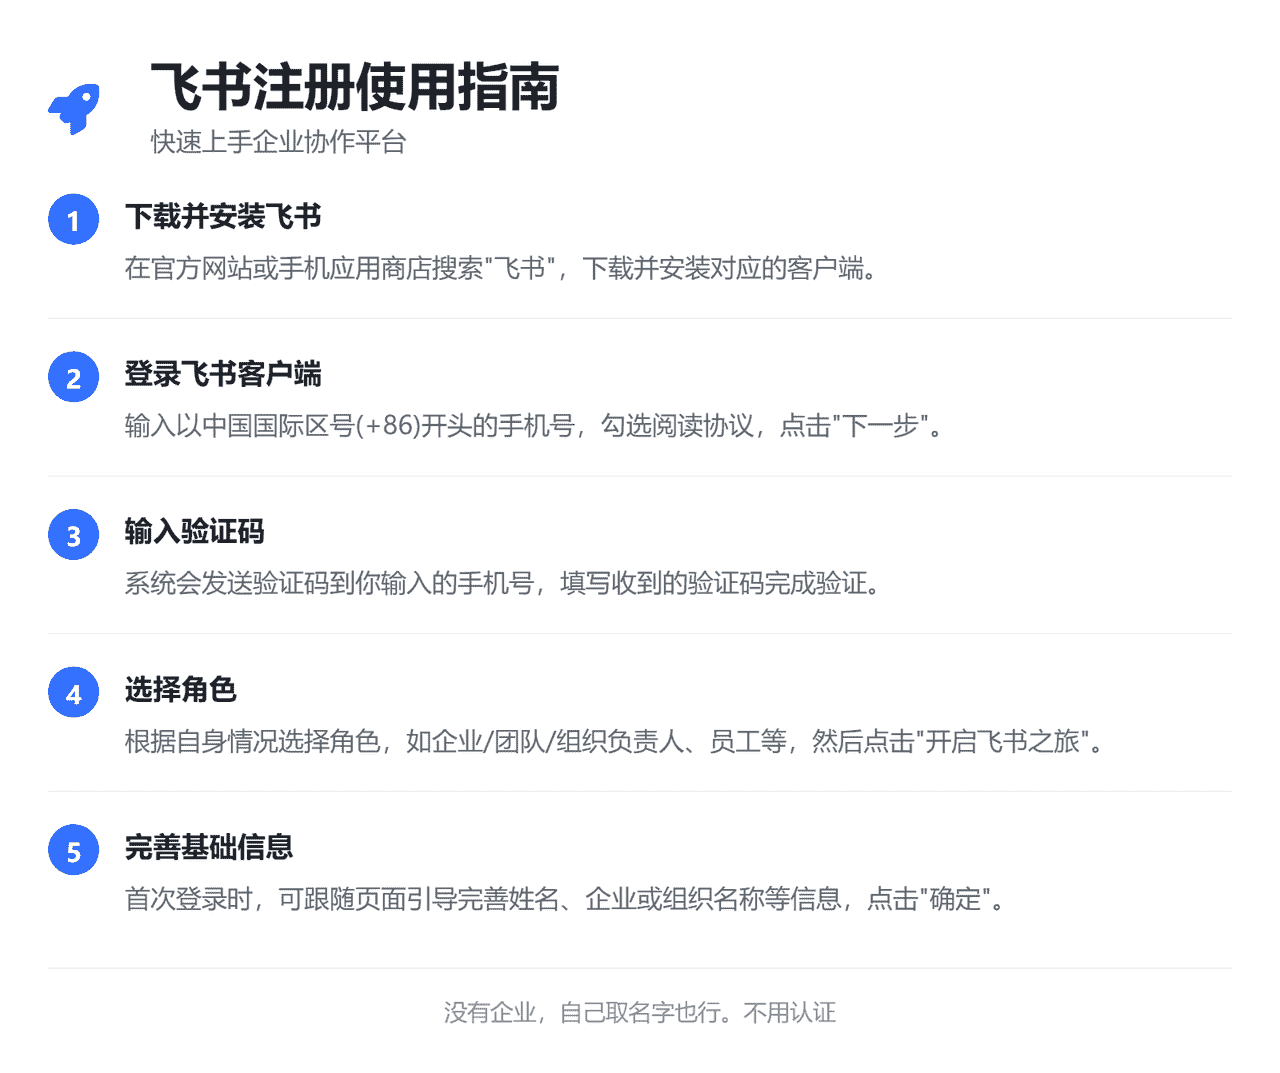 飞书注册使用指南
快速上手企业协作平台
1
下载并安装飞书
在官方网站或手机应用商店搜索"飞书"，下载并安装对应的客户端。
2
登录飞书客户端
输入以中国国际区号(+86)开头的手机号，勾选阅读协议，点击"下一步"。
3
输入验证码
系统会发送验证码到你输入的手机号，填写收到的验证码完成验证。
4
选择角色
根据自身情况选择角色，如企业/团队/组织负责人、员工等，然后点击"开启飞书之旅"。
5
完善基础信息
首次登录时，可跟随页面引导完善姓名、企业或组织名称等信息，点击"确定"。
没有企业，自己取名字也行。不用认证